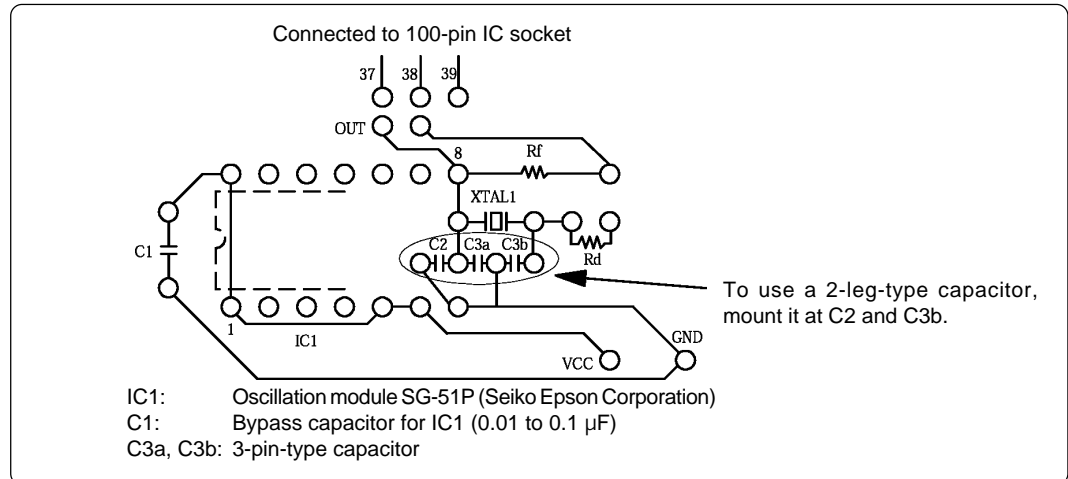 Connected to 100-pin IC socket
37 38 39
OUT
8 Rf
XTAL1
C2 C3a C3b
C1
Rd
To use a 2-leg-type capacitor,
mount it at C2 and C3b.
1
IC1
GND
VCC
IC1: Oscillation module SG-51P (Seiko Epson Corporation)
C1: Bypass capacitor for IC1 (0.01 to 0.1 µF)
C3a, C3b: 3-pin-type capacitor